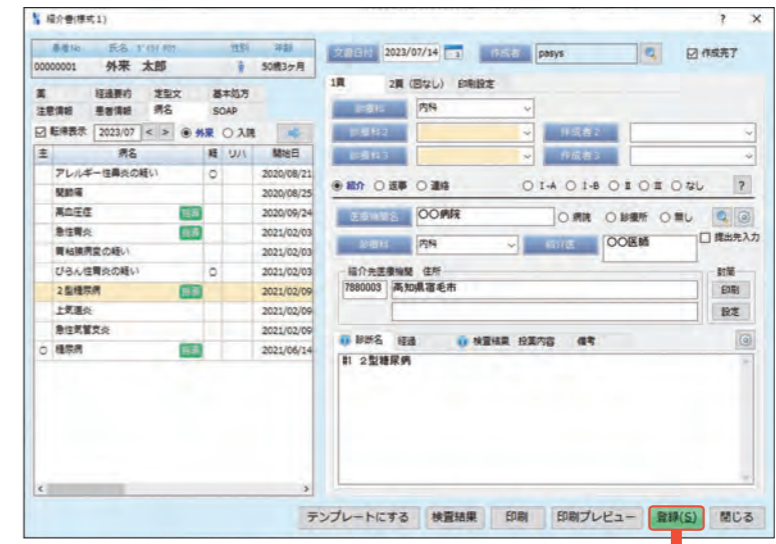 紹介書(様式1)
患者No 氏名 性別 年齢
00000001 外来 太郎 50歳3ヶ月
文書日付 2023/07/14 作成者 pasys 作成完了
経過要約 定型文 基本処方
注意情報 患者情報 病名 SOAP
転帰表示 2023/07 < > 外来 入院
主 病名 軽 リハ 開始日
アレルギー性鼻炎の疑い 2020/08/21
関節痛 2020/08/25
高血圧症 2020/09/24
急性胃炎 2021/02/03
胃粘膜病変の疑い 2021/02/03
びらん性胃炎の疑い 2021/02/03
2型糖尿病 2021/02/09
上気道炎 2021/02/09
急性気管支炎 2021/02/09
糖尿病 2021/06/14
1頁 2頁 (図なし) 印刷設定
診療科 内科
診療科2 作成者2
診療科3 作成者3
紹介 返事 連絡 I-A I-B II III なし ?
医療機関名 〇〇病院 病院 診療所 無し
診療科 内科 紹介医 〇〇医師 提出先入力
紹介先医療機関 住所 封筒
7880003 高知県宿毛市 印刷
設定
診断名 経過 検査結果 投薬内容 備考
#1 2型糖尿病
テンプレートにする 検査結果 印刷 印刷プレビュー 登録(S) 閉じる